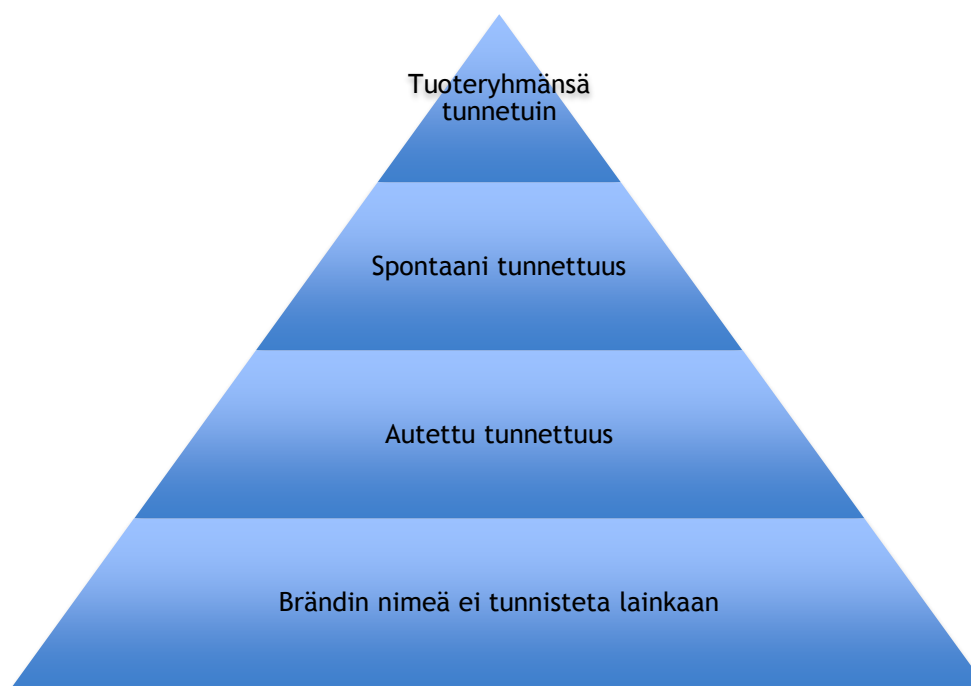 Tuoteryhmänsä
tunnetuin
Spontaani tunnettuus
Autettu tunnettuus
Brändin nimeä ei tunnisteta lainkaan